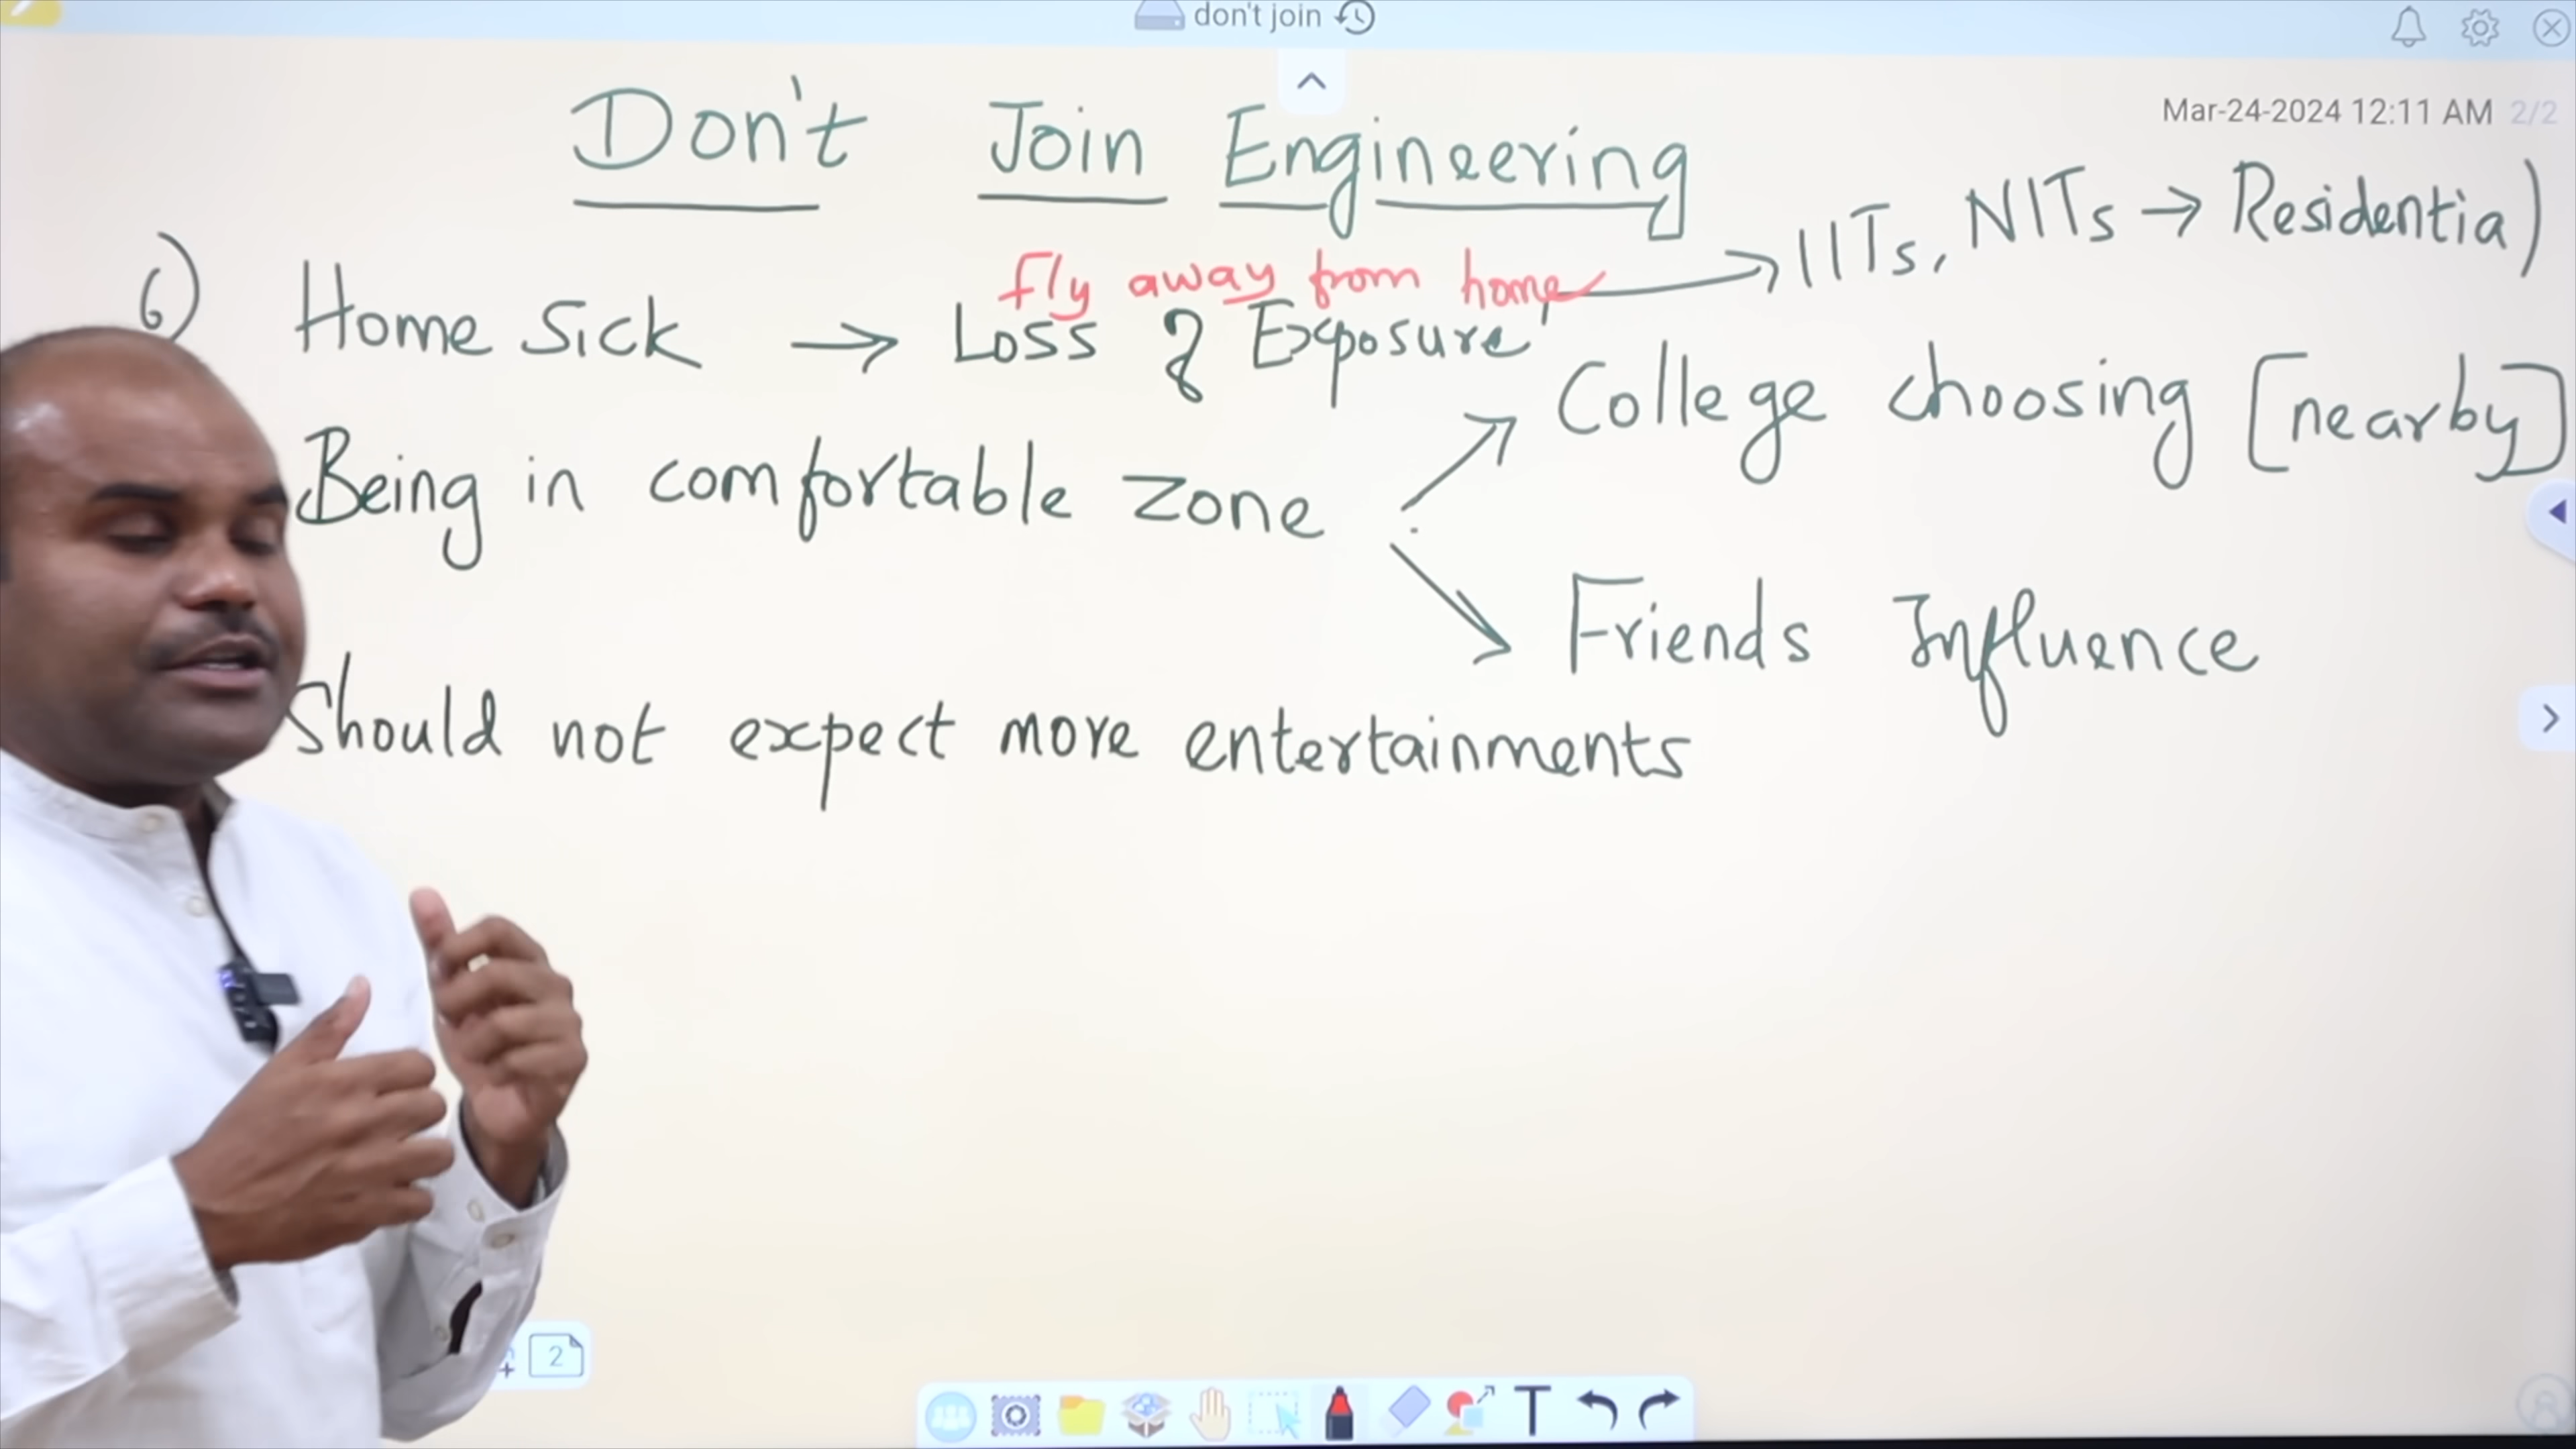 don't join
Mar-24-2024 12:11 AM 2/2
Don't Join Engineering
fly away from home → IITs, NITs → Residential
6) Home Sick → Loss of Exposure
Being in comfortable zone
College choosing [nearby]
Friends Influence
Should not expect more entertainments
2
T